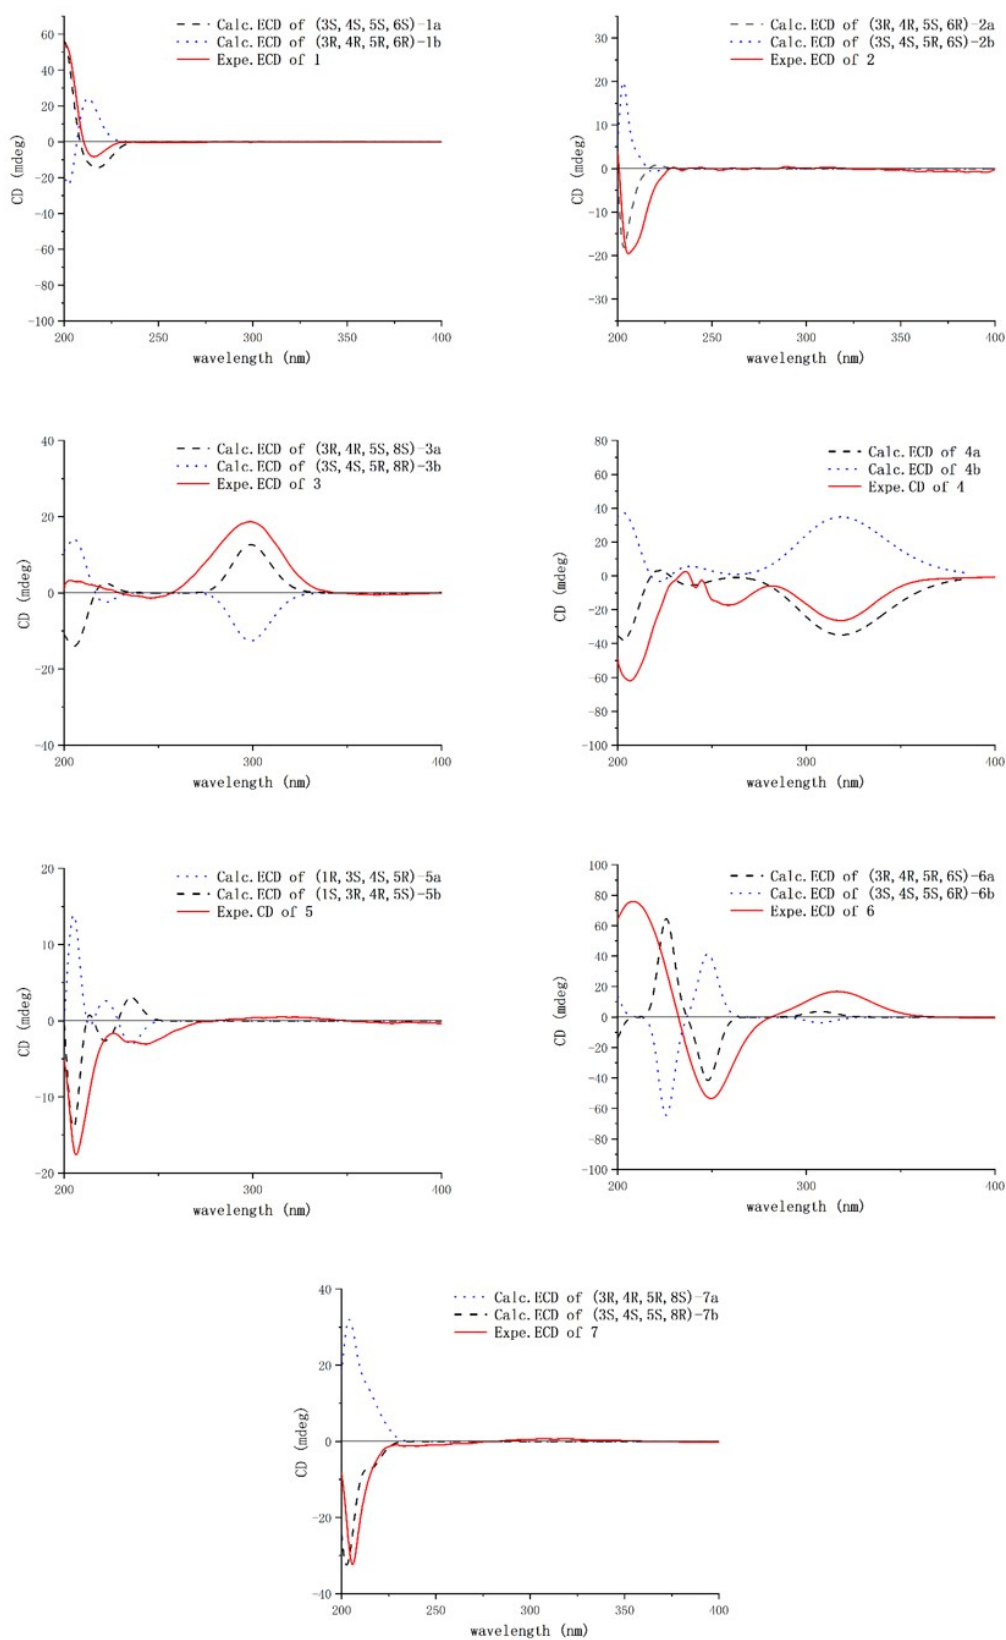 Calc.ECD of (3S,4S,5S,6S)-1a
Calc.ECD of (3R,4R,5R,6R)-1b
Expe.ECD of 1
60
40
20
0
-20
-40
-60
-80
-100
CD (mdeg)
200
250
300
350
400
wavelength (nm)
Calc.ECD of (3R,4R,5S,6R)-2a
Calc.ECD of (3S,4S,5R,6S)-2b
Expe.ECD of 2
30
20
10
0
-10
-20
-30
CD (mdeg)
200
250
300
350
400
wavelength (nm)
Calc.ECD of (3R,4R,5S,8S)-3a
Calc.ECD of (3S,4S,5R,8R)-3b
Expe.ECD of 3
40
20
0
-20
-40
CD (mdeg)
200
300
400
wavelength (nm)
Calc.ECD of 4a
Calc.ECD of 4b
Expe.CD of 4
80
60
40
20
0
-20
-40
-60
-80
-100
CD (mdeg)
200
300
400
wavelength (nm)
Calc.ECD of (1R,3S,4S,5R)-5a
Calc.ECD of (1S,3R,4R,5S)-5b
Expe.CD of 5
20
10
0
-10
-20
CD (mdeg)
200
300
400
wavelength (nm)
Calc.ECD of (3R,4R,5R,6S)-6a
Calc.ECD of (3S,4S,5S,6R)-6b
Expe.ECD of 6
100
80
60
40
20
0
-20
-40
-60
-80
-100
CD (mdeg)
200
300
400
wavelength (nm)
Calc.ECD of (3R,4R,5R,8S)-7a
Calc.ECD of (3S,4S,5S,8R)-7b
Expe.ECD of 7
40
20
0
-20
-40
CD (mdeg)
200
250
300
350
400
wavelength (nm)